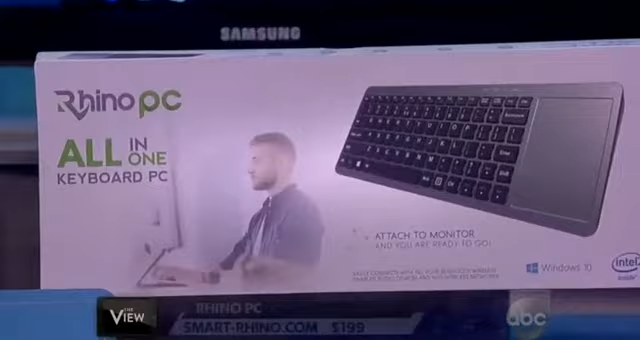 SAMSUNG
Rhino pc
ALL IN ONE
KEYBOARD PC
ATTACH TO MONITOR
AND YOU ARE READY TO GO!
Windows 10
intel
inside
THE VIEW
RHINO PC
SMART-RHINO.COM $199
abc